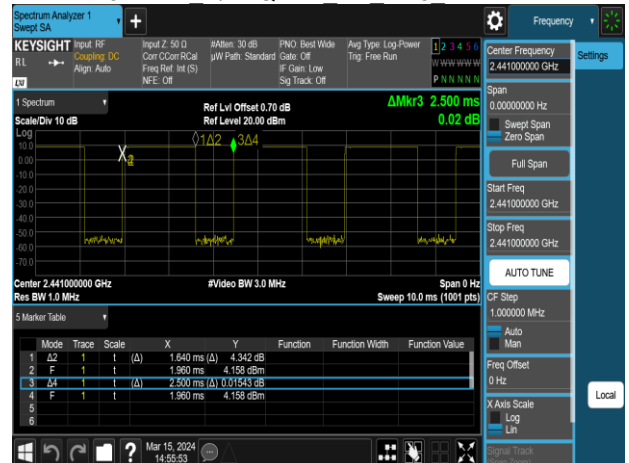 Spectrum Analyzer 1
Swept SA
+
Frequency
KEYSIGHT
RL
LXI
Input: RF
Coupling: DC
Align: Auto
Input Z: 50 Ω
Corr CCorr RCal
Freq Ref: Int (S)
NFE: Off
#Atten: 30 dB
µW Path: Standard
PNO: Best Wide
Gate: Off
IF Gain: Low
Sig Track: Off
Avg Type: Log-Power
Trig: Free Run
1 2 3 4 5 6
W W W W W W
P N N N N N
Center Frequency
2.441000000 GHz
Settings
1 Spectrum
Scale/Div 10 dB
Ref Lvl Offset 0.70 dB
Ref Level 20.00 dBm
ΔMkr3 2.500 ms
0.02 dB
Span
0.00000000 Hz
Swept Span
Zero Span
Log
10.0
0.00
-10.0
-20.0
-30.0
-40.0
-50.0
-60.0
-70.0
X
1Δ2
3Δ4
Full Span
Start Freq
2.441000000 GHz
Stop Freq
2.441000000 GHz
AUTO TUNE
Center 2.441000000 GHz
Res BW 1.0 MHz
#Video BW 3.0 MHz
Span 0 Hz
Sweep 10.0 ms (1001 pts)
CF Step
1.000000 MHz
Auto
Man
5 Marker Table
Mode Trace Scale X Y Function Function Width Function Value
1 Δ2 1 t (Δ) 1.640 ms (Δ) 4.342 dB
2 F 1 t 1.960 ms 4.158 dBm
3 Δ4 1 t (Δ) 2.500 ms (Δ) 0.01543 dB
4 F 1 t 1.960 ms 4.158 dBm
5
6
Freq Offset
0 Hz
X Axis Scale
Log
Lin
Local
Signal Track
(Span Zoom)
?
Mar 15, 2024
14:55:53